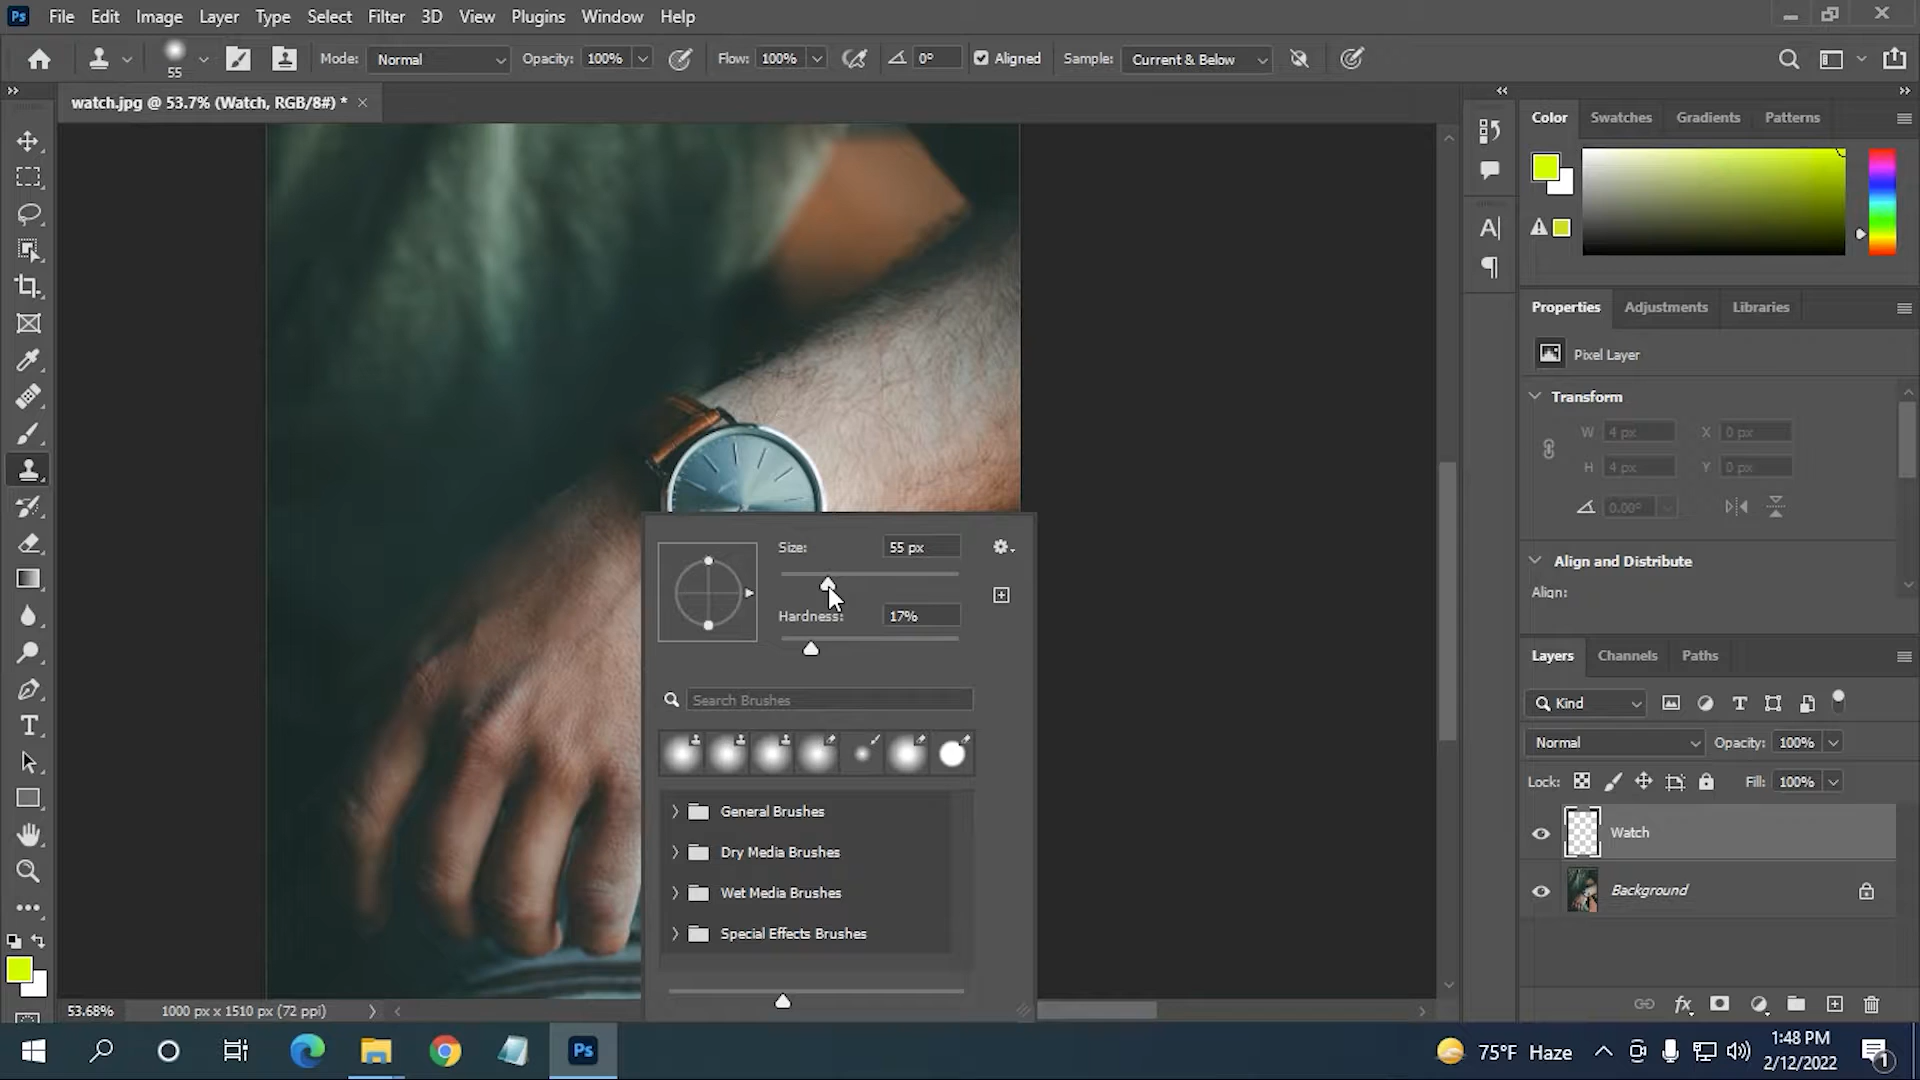 Ps File Edit Image Layer Type Select Filter 3D View Plugins Window Help
55 Mode: Normal Opacity: 100% Flow: 100% 0° Aligned Sample: Current & Below
watch.jpg @ 53.7% (Watch, RGB/8#) *
Color Swatches Gradients Patterns
Properties Adjustments Libraries
Pixel Layer
Transform
W 4 px X 0 px
H 4 px Y 0 px
0.00°
Align and Distribute
Align:
Size: 55 px
Hardness: 17%
Search Brushes
General Brushes
Dry Media Brushes
Wet Media Brushes
Special Effects Brushes
Layers Channels Paths
Kind
Normal Opacity: 100%
Lock: Fill: 100%
Watch
Background
53.68% 1000 px x 1510 px (72 ppi)
Ps 75°F Haze 1:48 PM
2/12/2022
1